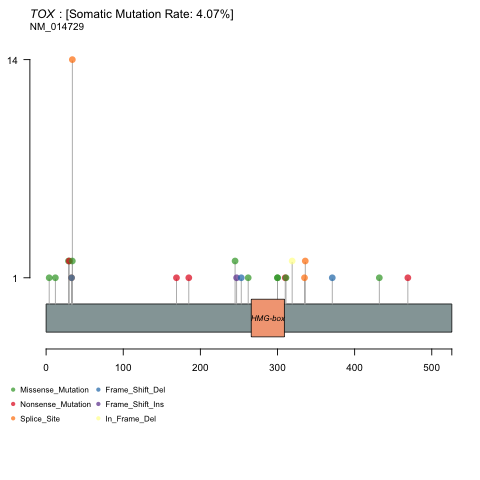 TOX : [Somatic Mutation Rate: 4.07%]
NM_014729
14
1
HMG-box
0 100 200 300 400 500
Missense_Mutation Frame_Shift_Del
Nonsense_Mutation Frame_Shift_Ins
Splice_Site In_Frame_Del